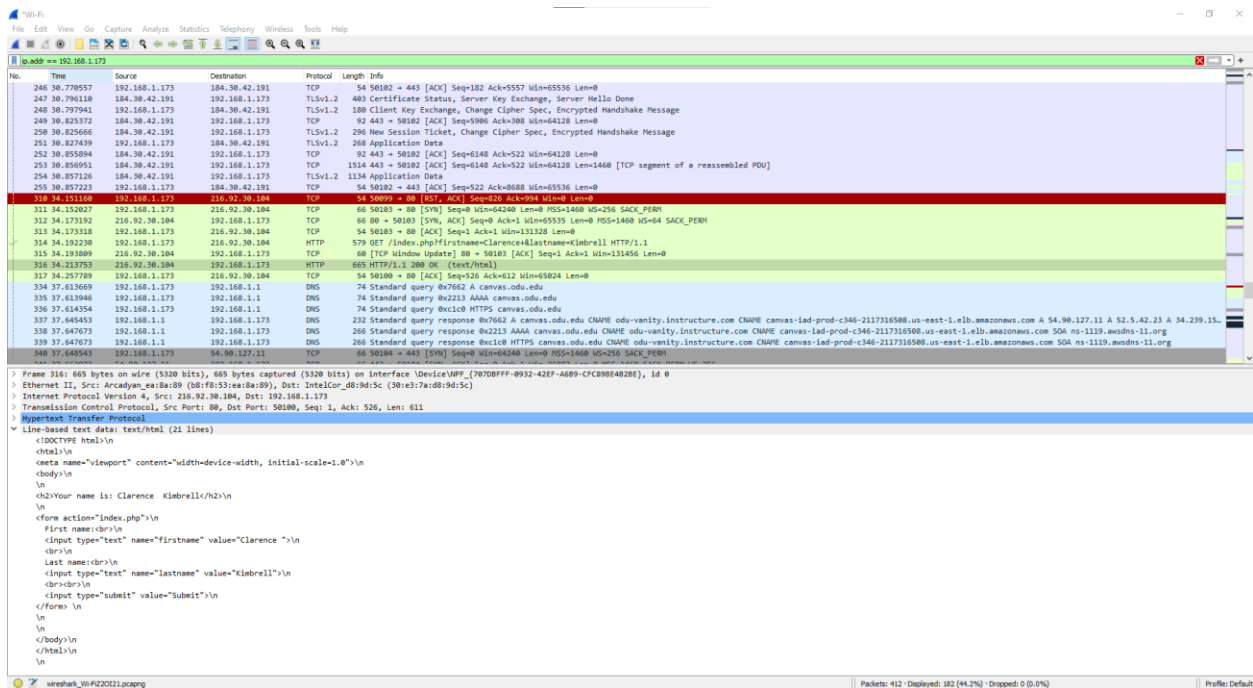 *Wi-Fi
File Edit View Go Capture Analyze Statistics Telephony Wireless Tools Help
ip.addr == 192.168.1.173
No. Time Source Destination Protocol Length Info
246 30.770557 192.168.1.173 184.30.42.191 TCP 54 50102 → 443 [ACK] Seq=182 Ack=5557 Win=65536 Len=0
247 30.796110 184.30.42.191 192.168.1.173 TLSv1.2 403 Certificate Status, Server Key Exchange, Server Hello Done
248 30.797941 192.168.1.173 184.30.42.191 TLSv1.2 180 Client Key Exchange, Change Cipher Spec, Encrypted Handshake Message
249 30.825372 184.30.42.191 192.168.1.173 TCP 92 443 → 50102 [ACK] Seq=5906 Ack=308 Win=64128 Len=0
250 30.825666 184.30.42.191 192.168.1.173 TLSv1.2 296 New Session Ticket, Change Cipher Spec, Encrypted Handshake Message
251 30.827439 192.168.1.173 184.30.42.191 TLSv1.2 268 Application Data
252 30.855894 184.30.42.191 192.168.1.173 TCP 92 443 → 50102 [ACK] Seq=6148 Ack=522 Win=64128 Len=0
253 30.856951 184.30.42.191 192.168.1.173 TCP 1514 443 → 50102 [ACK] Seq=6148 Ack=522 Win=64128 Len=1460 [TCP segment of a reassembled PDU]
254 30.857126 184.30.42.191 192.168.1.173 TLSv1.2 1134 Application Data
255 30.857223 192.168.1.173 184.30.42.191 TCP 54 50102 → 443 [ACK] Seq=522 Ack=8688 Win=65536 Len=0
310 34.151160 192.168.1.173 216.92.30.104 TCP 54 50099 → 80 [RST, ACK] Seq=826 Ack=994 Win=0 Len=0
311 34.152027 192.168.1.173 216.92.30.104 TCP 66 50103 → 80 [SYN] Seq=0 Win=64240 Len=0 MSS=1460 WS=256 SACK_PERM
312 34.173192 216.92.30.104 192.168.1.173 TCP 66 80 → 50103 [SYN, ACK] Seq=0 Ack=1 Win=65535 Len=0 MSS=1460 WS=64 SACK_PERM
313 34.173318 192.168.1.173 216.92.30.104 TCP 54 50103 → 80 [ACK] Seq=1 Ack=1 Win=131328 Len=0
314 34.192230 192.168.1.173 216.92.30.104 HTTP 579 GET /index.php?firstname=Clarence+&lastname=Kimbrell HTTP/1.1
315 34.193809 216.92.30.104 192.168.1.173 TCP 60 [TCP Window Update] 80 → 50103 [ACK] Seq=1 Ack=1 Win=131456 Len=0
316 34.213753 216.92.30.104 192.168.1.173 HTTP 665 HTTP/1.1 200 OK (text/html)
317 34.257789 192.168.1.173 216.92.30.104 TCP 54 50100 → 80 [ACK] Seq=526 Ack=612 Win=65024 Len=0
334 37.613669 192.168.1.173 192.168.1.1 DNS 74 Standard query 0x7662 A canvas.odu.edu
335 37.613946 192.168.1.173 192.168.1.1 DNS 74 Standard query 0x2213 AAAA canvas.odu.edu
336 37.614354 192.168.1.173 192.168.1.1 DNS 74 Standard query 0xc1c0 HTTPS canvas.odu.edu
337 37.645453 192.168.1.1 192.168.1.173 DNS 232 Standard query response 0x7662 A canvas.odu.edu CNAME odu-vanity.instructure.com CNAME canvas-iad-prod-c346-2117316508.us-east-1.elb.amazonaws.com A 54.90.127.11 A 52.5.42.23 A 34.239.15…
338 37.647673 192.168.1.1 192.168.1.173 DNS 266 Standard query response 0x2213 AAAA canvas.odu.edu CNAME odu-vanity.instructure.com CNAME canvas-iad-prod-c346-2117316508.us-east-1.elb.amazonaws.com SOA ns-1119.awsdns-11.org
339 37.647673 192.168.1.1 192.168.1.173 DNS 266 Standard query response 0xc1c0 HTTPS canvas.odu.edu CNAME odu-vanity.instructure.com CNAME canvas-iad-prod-c346-2117316508.us-east-1.elb.amazonaws.com SOA ns-1119.awsdns-11.org
340 37.648543 192.168.1.173 54.90.127.11 TCP 66 50104 → 443 [SYN] Seq=0 Win=64240 Len=0 MSS=1460 WS=256 SACK_PERM
Frame 316: 665 bytes on wire (5320 bits), 665 bytes captured (5320 bits) on interface \Device\NPF_{707DBFFF-0932-42EF-A6B9-CFC898E4B2BE}, id 0
Ethernet II, Src: Arcadyan_ea:8a:89 (b8:f8:53:ea:8a:89), Dst: IntelCor_d8:9d:5c (30:e3:7a:d8:9d:5c)
Internet Protocol Version 4, Src: 216.92.30.104, Dst: 192.168.1.173
Transmission Control Protocol, Src Port: 80, Dst Port: 50100, Seq: 1, Ack: 526, Len: 611
Hypertext Transfer Protocol
Line-based text data: text/html (21 lines)
<!DOCTYPE html>\n
<html>\n
<meta name="viewport" content="width=device-width, initial-scale=1.0">\n
<body>\n
\n
<h2>Your name is: Clarence  Kimbrell</h2>\n
\n
<form action="index.php">\n
First name:<br>\n
<input type="text" name="firstname" value="Clarence ">\n
<br>\n
Last name:<br>\n
<input type="text" name="lastname" value="Kimbrell">\n
<br><br>\n
<input type="submit" value="Submit">\n
</form> \n
\n
\n
</body>\n
</html>\n
\n
wireshark_Wi-FiZ2OI21.pcapng
Packets: 412 · Displayed: 182 (44.2%) · Dropped: 0 (0.0%)
Profile: Default